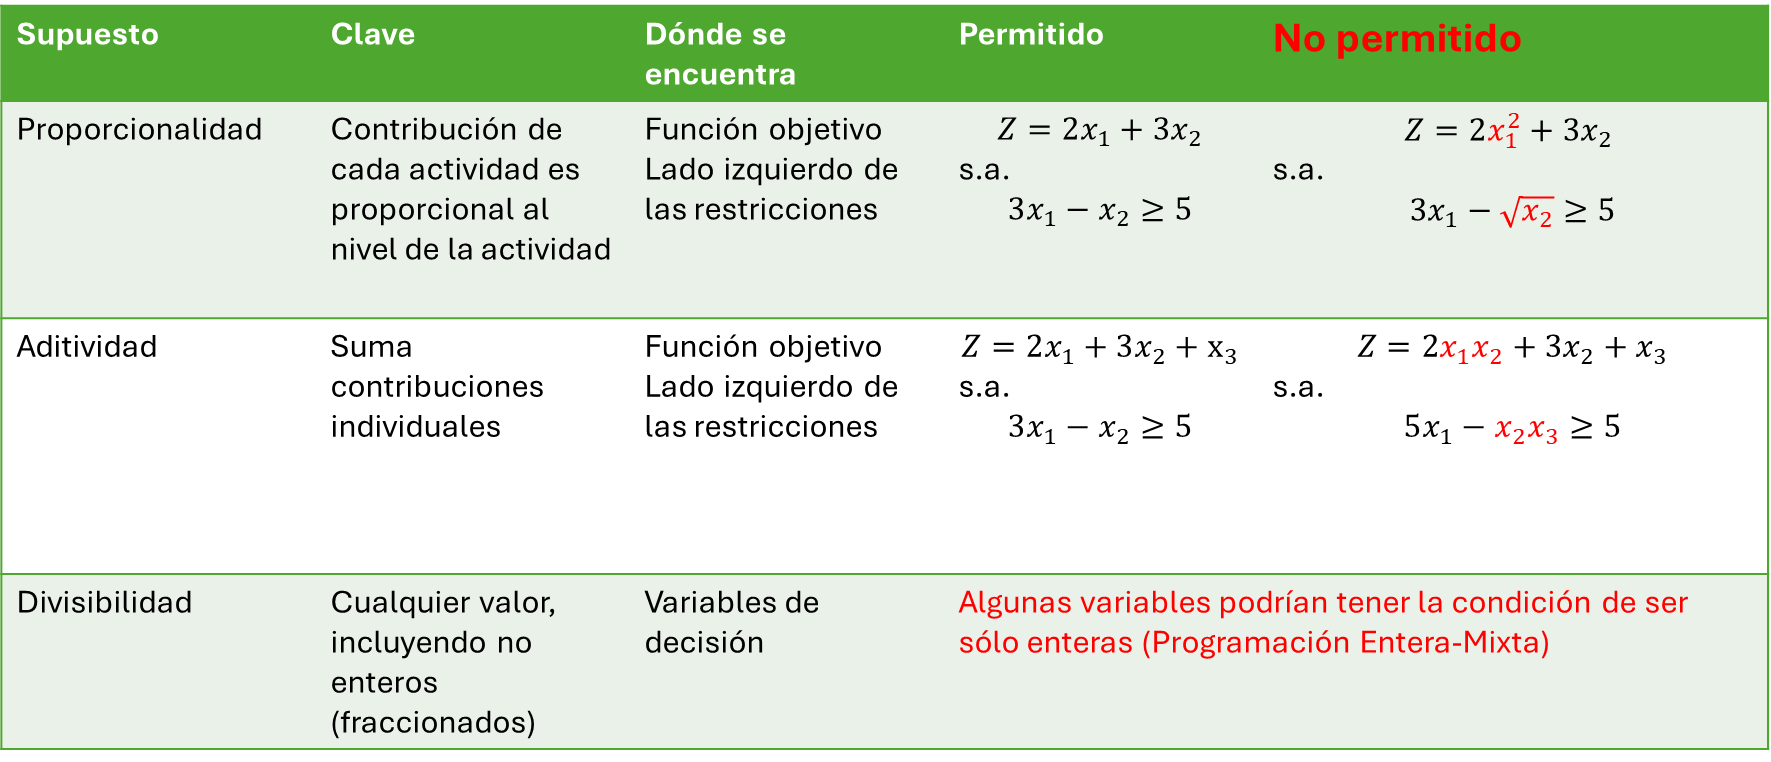 Supuesto
Clave
Dónde se
encuentra
Permitido
No permitido
Proporcionalidad
Contribución de
cada actividad es
proporcional al
nivel de la actividad
Función objetivo
Lado izquierdo de
las restricciones
Z = 2x₁ + 3x₂
s.a.
3x₁ − x₂ ≥ 5
Z = 2x₁² + 3x₂
s.a.
3x₁ − √x₂ ≥ 5
Aditividad
Suma
contribuciones
individuales
Función objetivo
Lado izquierdo de
las restricciones
Z = 2x₁ + 3x₂ + x₃
s.a.
3x₁ − x₂ ≥ 5
Z = 2x₁x₂ + 3x₂ + x₃
s.a.
5x₁ − x₂x₃ ≥ 5
Divisibilidad
Cualquier valor,
incluyendo no
enteros
(fraccionados)
Variables de
decisión
Algunas variables podrían tener la condición de ser
sólo enteras (Programación Entera-Mixta)